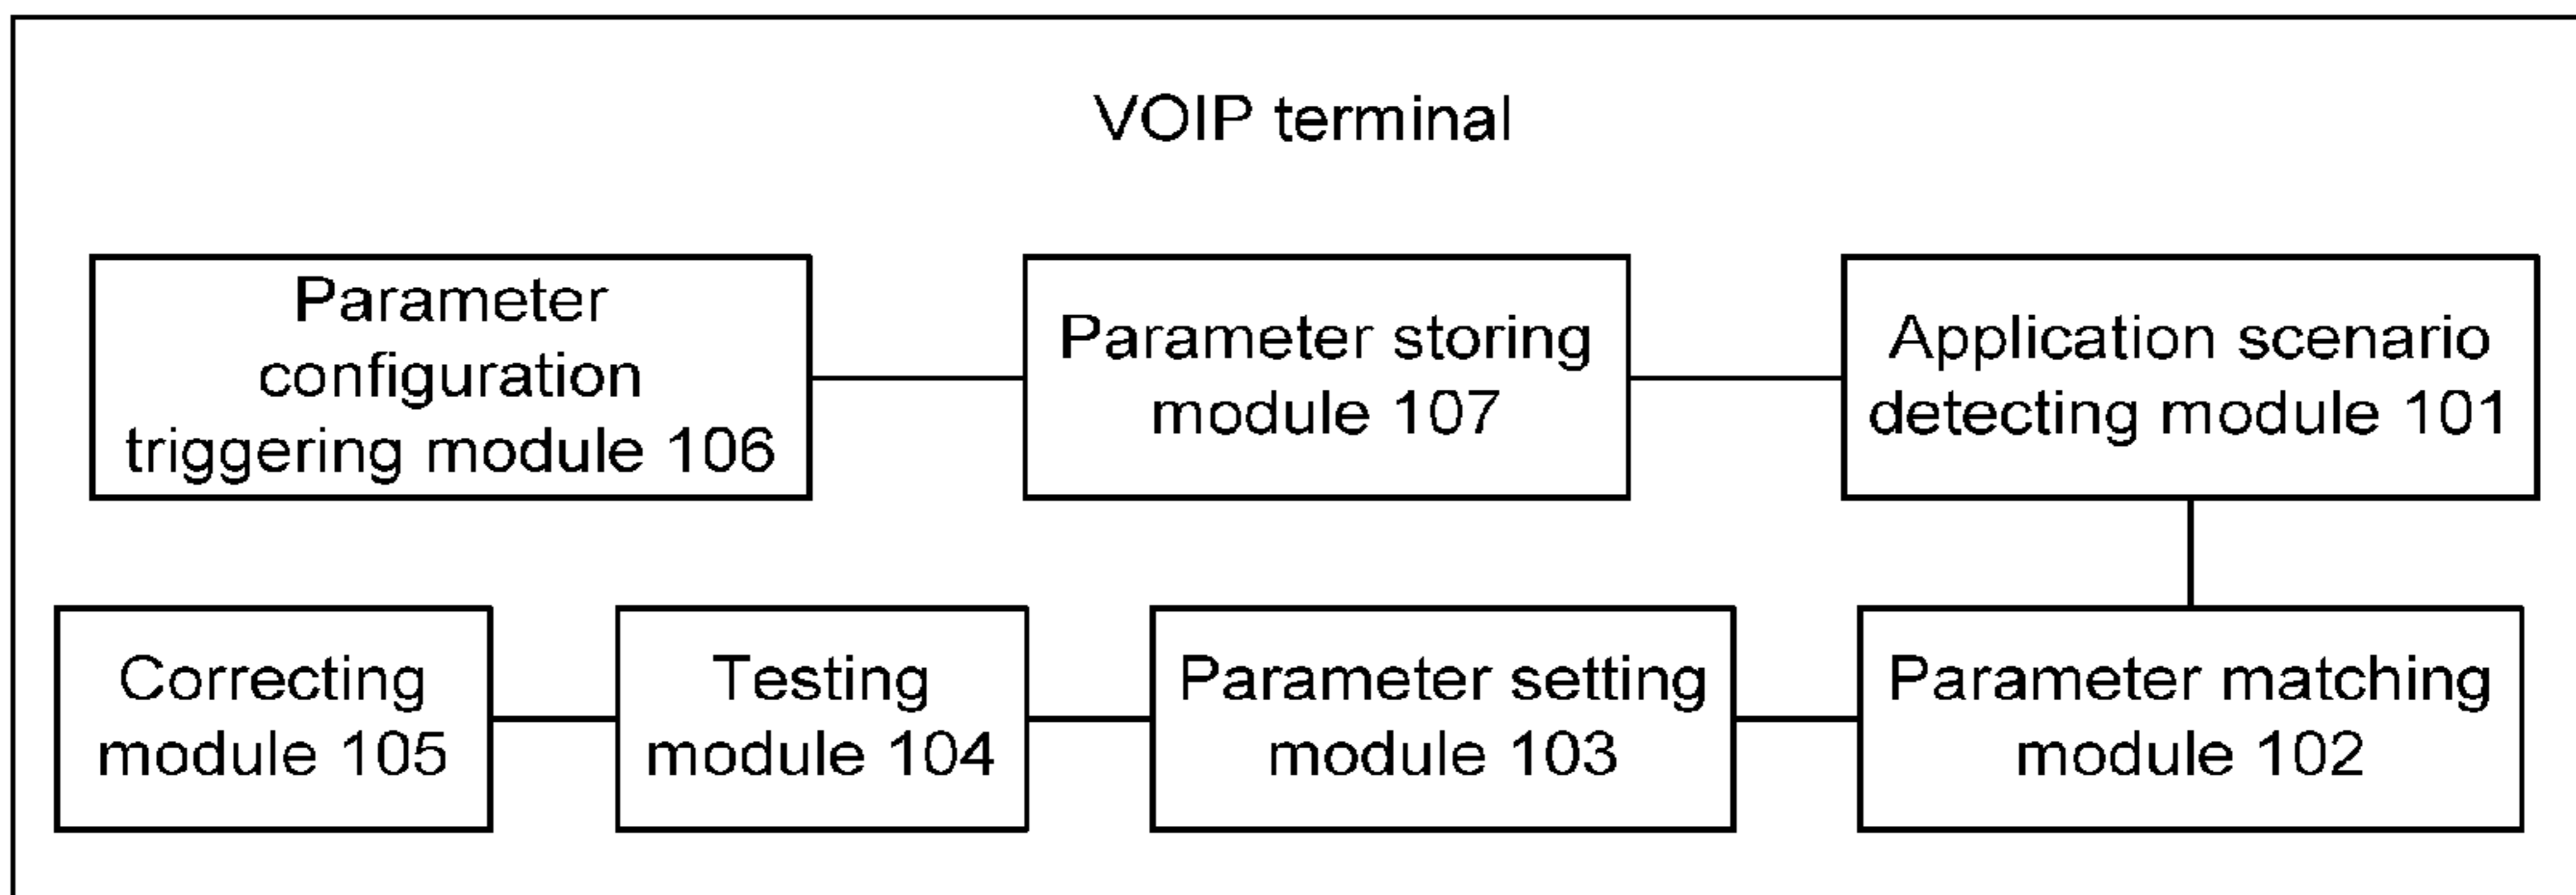 VOIP terminal
Parameter
configuration
triggering module 106
Parameter storing
module 107
Application scenario
detecting module 101
Correcting
module 105
Testing
module 104
Parameter setting
module 103
Parameter matching
module 102